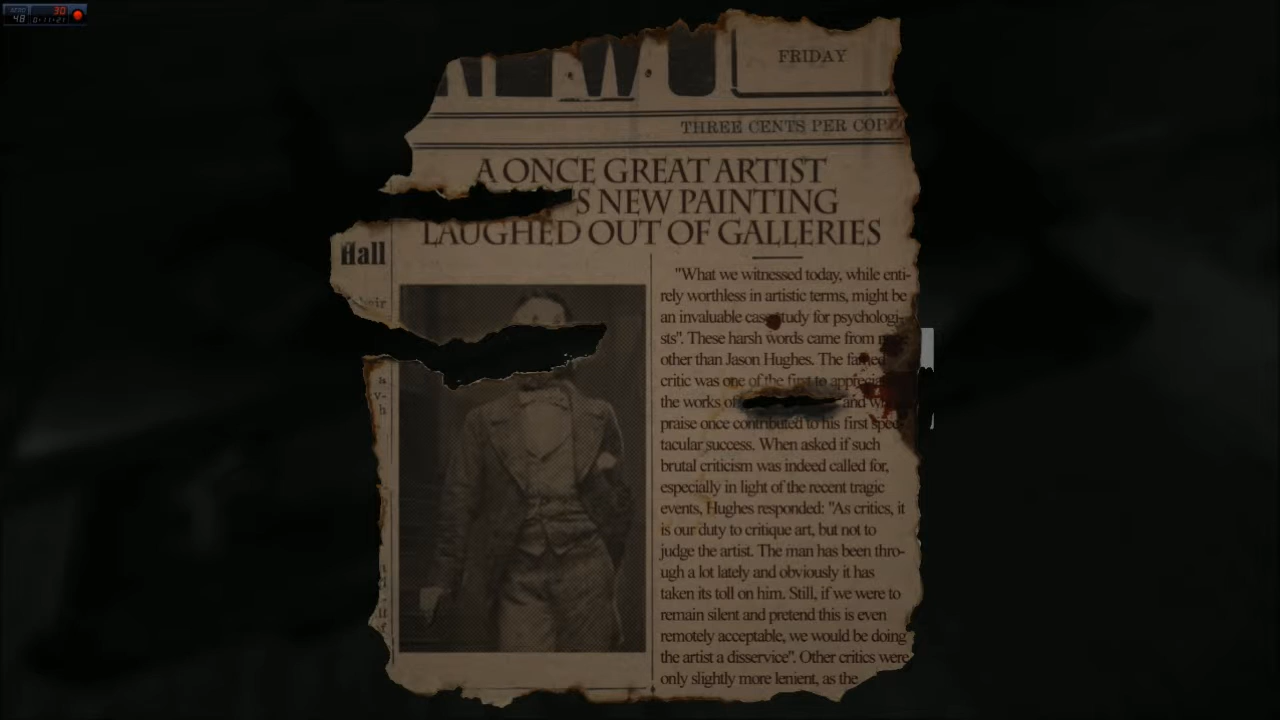 FRIDAY
THREE CENTS PER COP
A ONCE GREAT ARTIST
'S NEW PAINTING
LAUGHED OUT OF GALLERIES
Hall
"What we witnessed today, while enti-
rely worthless in artistic terms, might be
an invaluable case study for psychologi-
sts". These harsh words came from none
other than Jason Hughes. The famed
critic was one of the first to apprecia
the works of and wh
praise once contributed to his first spec-
tacular success. When asked if such
brutal criticism was indeed called for,
especially in light of the recent tragic
events, Hughes responded: "As critics, it
is our duty to critique art, but not to
judge the artist. The man has been thro-
ugh a lot lately and obviously it has
taken its toll on him. Still, if we were to
remain silent and pretend this is even
remotely acceptable, we would be doing
the artist a disservice". Other critics were
only slightly more lenient, as the